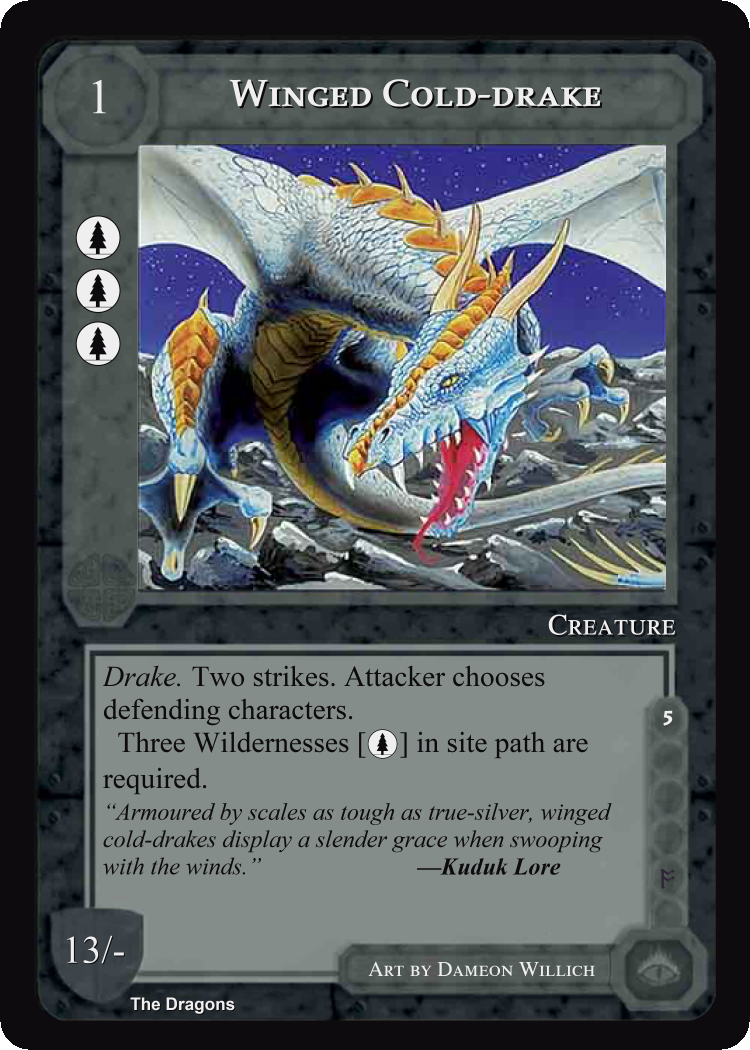 1
WINGED COLD-DRAKE
CREATURE
Drake. Two strikes. Attacker chooses
defending characters.
Three Wildernesses [ ] in site path are
required.
“Armoured by scales as tough as true-silver, winged
cold-drakes display a slender grace when swooping
with the winds.” —Kuduk Lore
5
13/-
ART BY DAMEON WILLICH
The Dragons